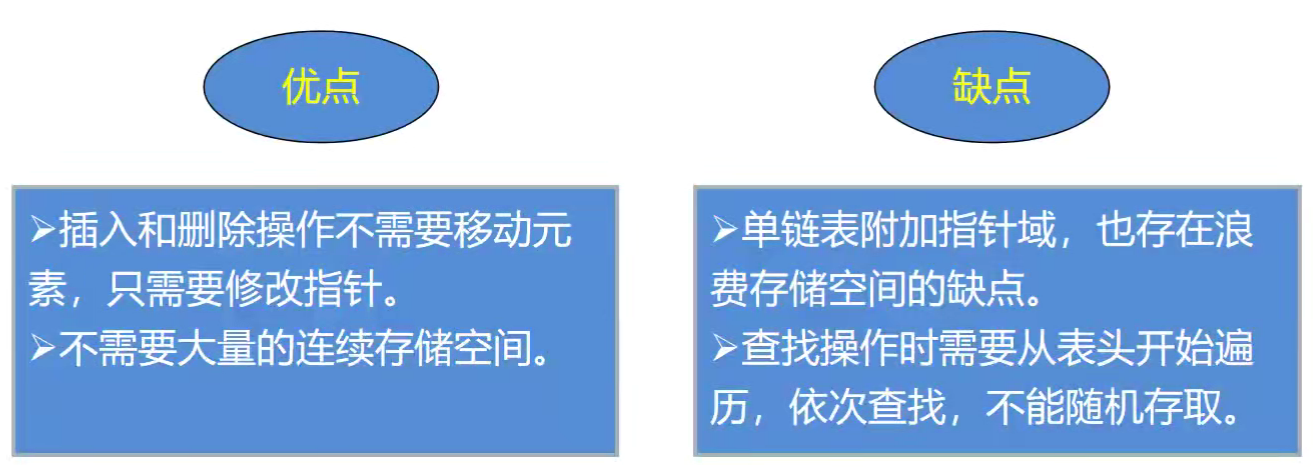 优点
➢插入和删除操作不需要移动元
素，只需要修改指针。
➢不需要大量的连续存储空间。
缺点
➢单链表附加指针域，也存在浪
费存储空间的缺点。
➢查找操作时需要从表头开始遍
历，依次查找，不能随机存取。